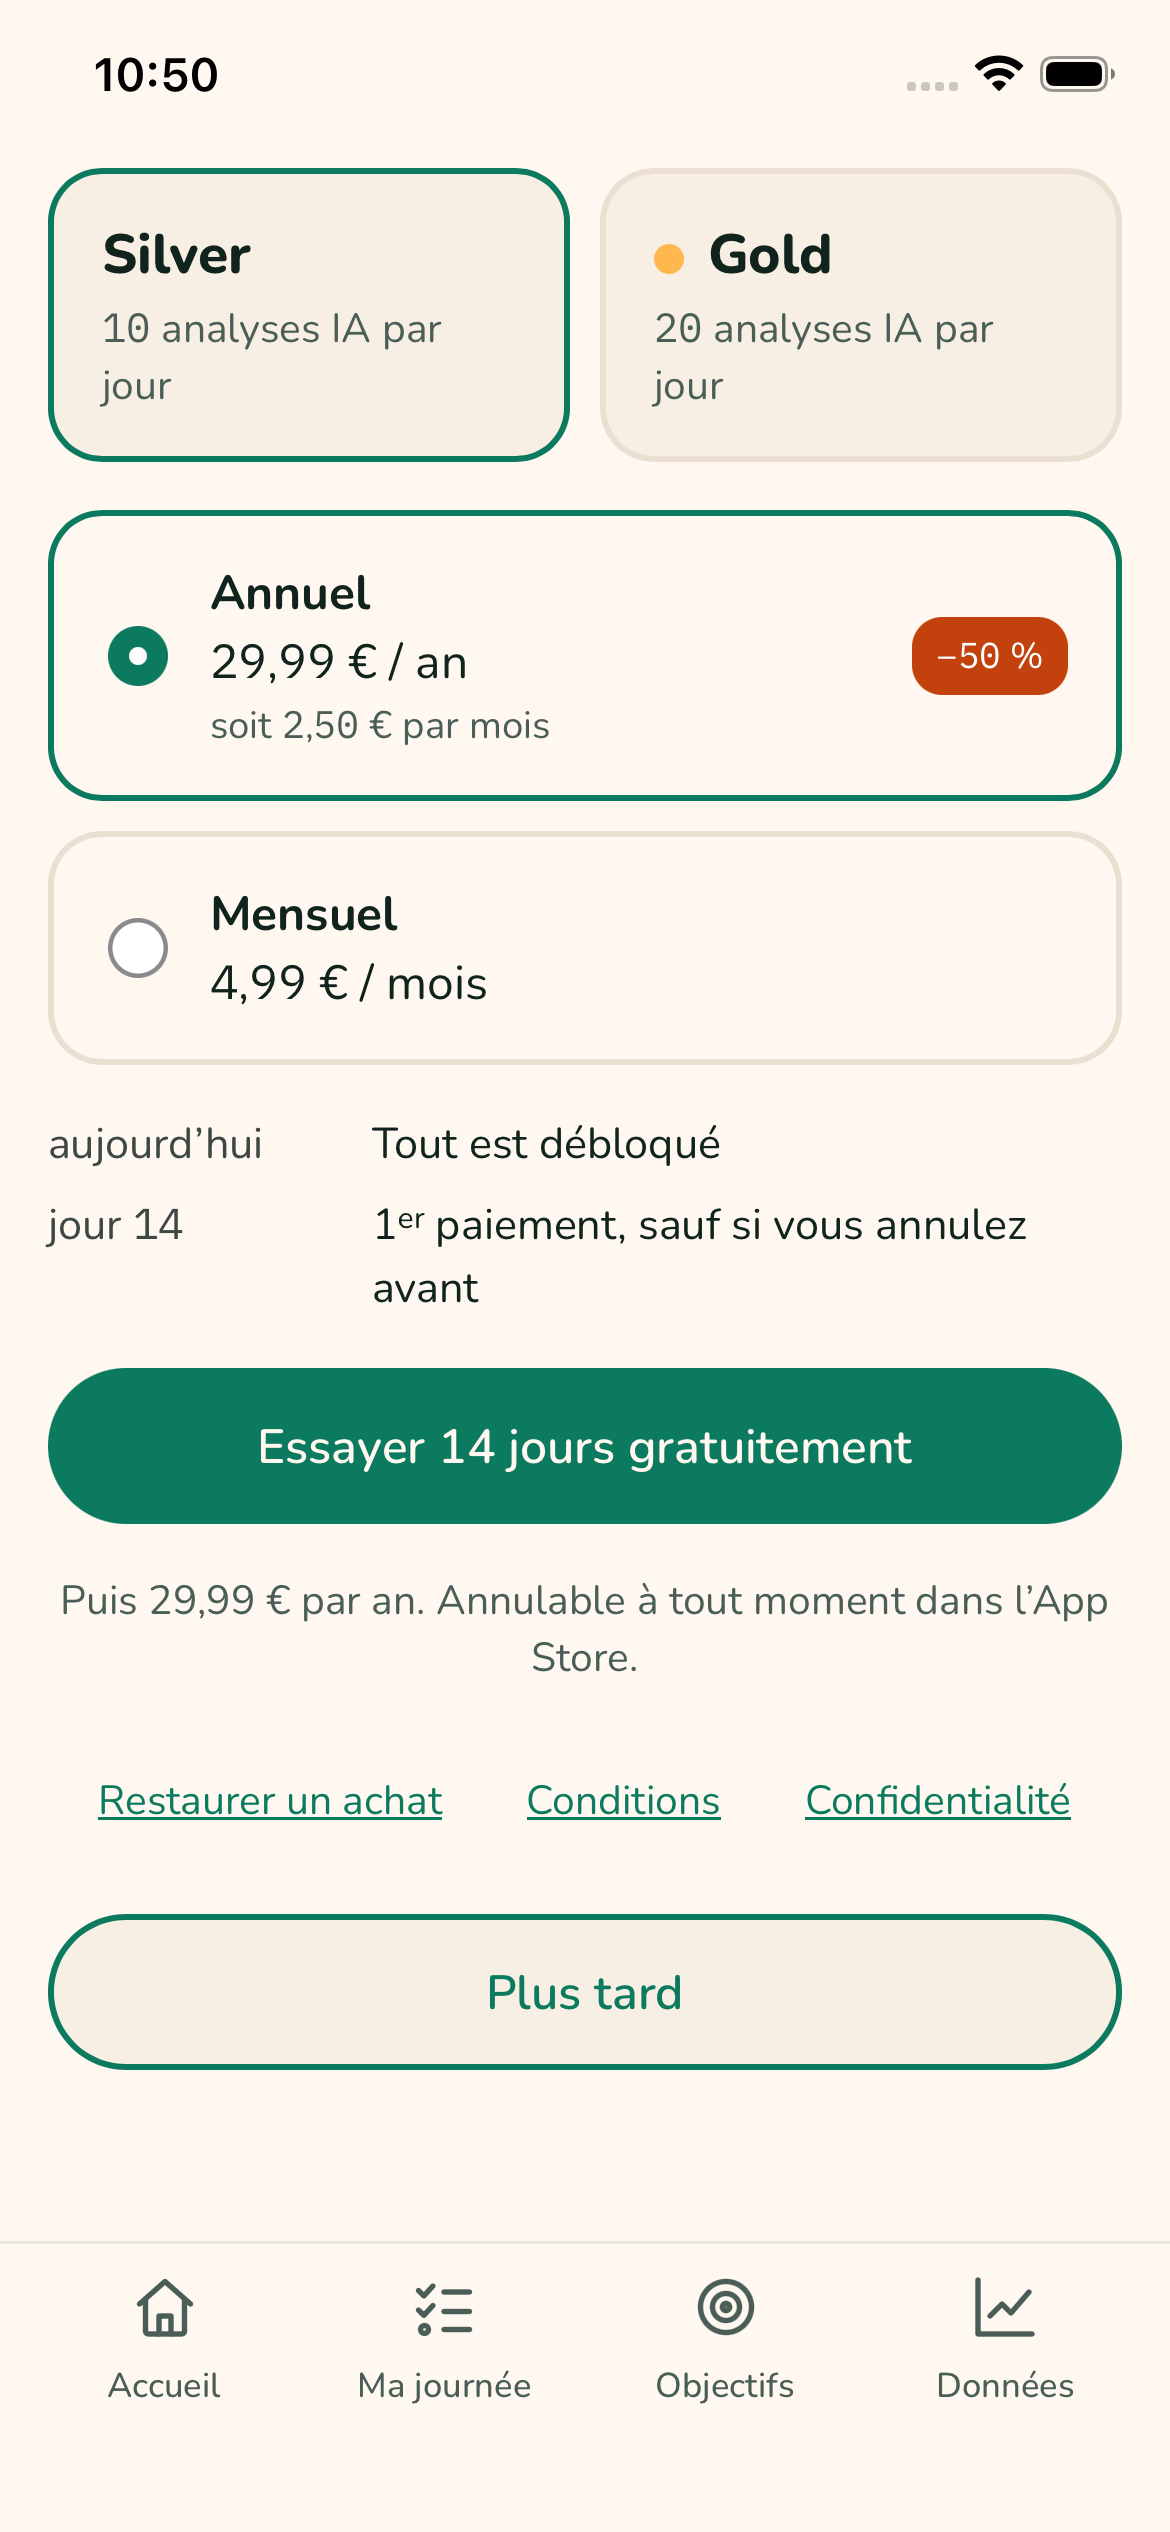 10:50
Silver
10 analyses IA par
jour
Gold
20 analyses IA par
jour
Annuel
29,99 € / an
soit 2,50 € par mois
−50 %
Mensuel
4,99 € / mois
aujourd’hui
Tout est débloqué
jour 14
1er paiement, sauf si vous annulez
avant
Essayer 14 jours gratuitement
Puis 29,99 € par an. Annulable à tout moment dans l’App
Store.
Restaurer un achat
Conditions
Confidentialité
Plus tard
Accueil
Ma journée
Objectifs
Données